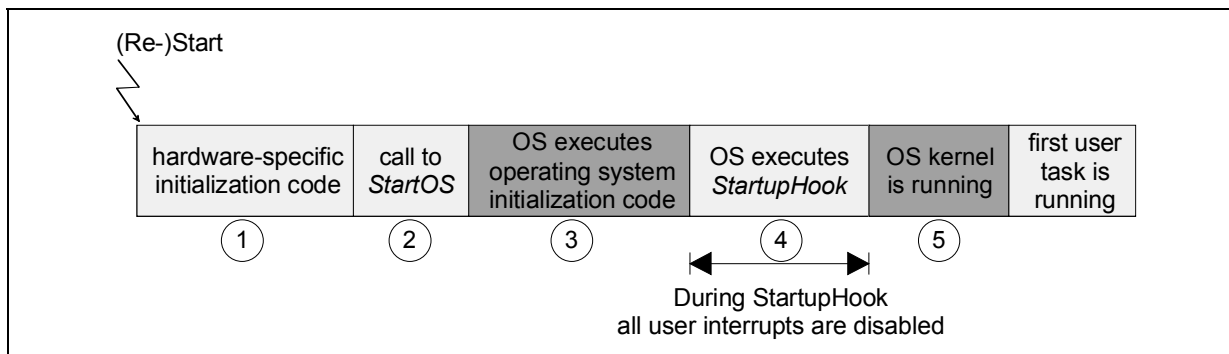 (Re-)Start
hardware-specific
initialization code
call to
StartOS
OS executes
operating system
initialization code
OS executes
StartupHook
OS kernel
is running
first user
task is
running
1
2
3
4
5
During StartupHook
all user interrupts are disabled